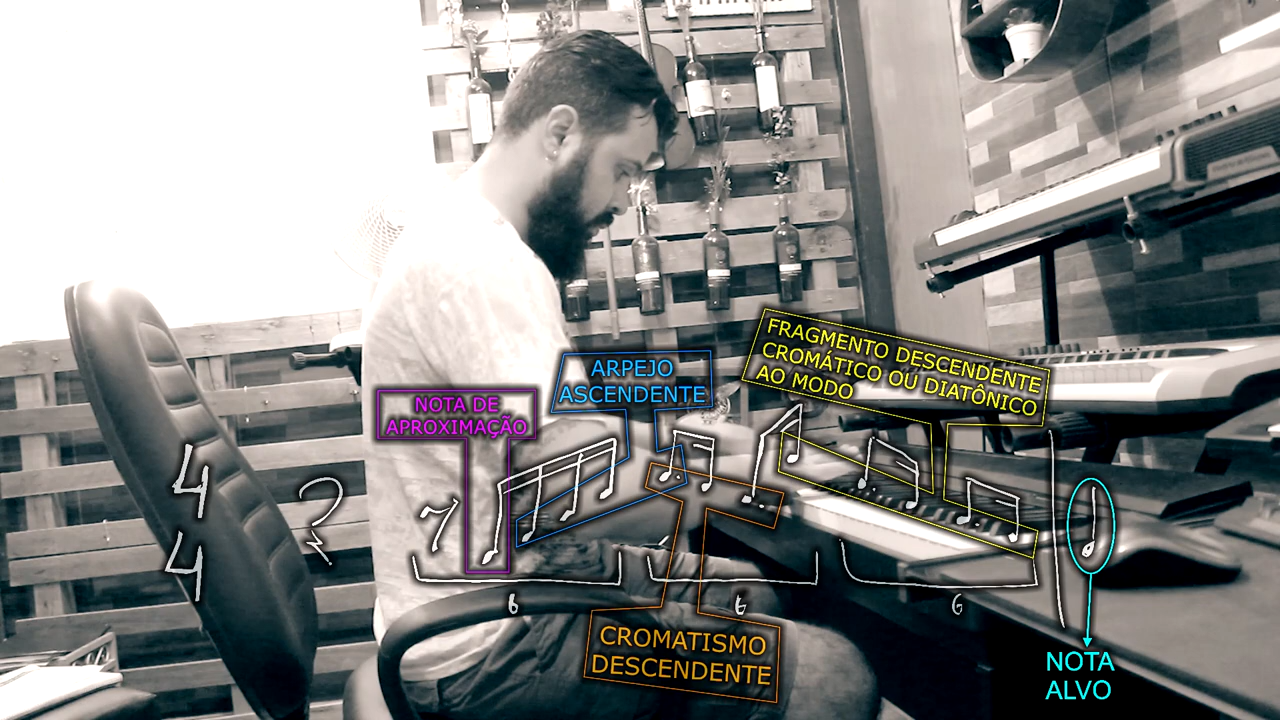 FRAGMENTO DESCENDENTE
CROMÁTICO OU DIATÔNICO
AO MODO
ARPEJO
ASCENDENTE
NOTA DE
APROXIMAÇÃO
4
4
6
6
6
CROMATISMO
DESCENDENTE
NOTA
ALVO